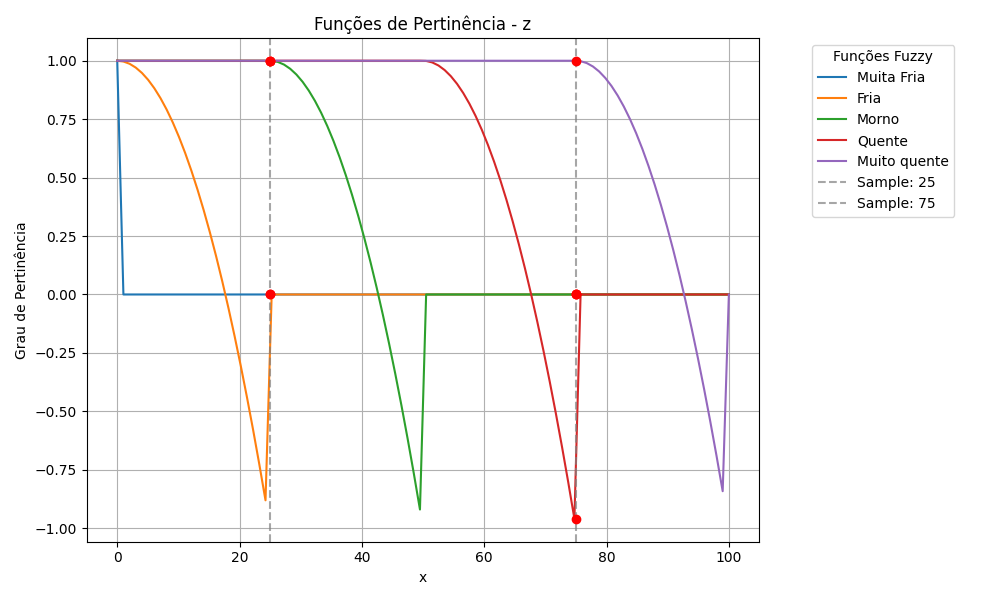 Funções de Pertinência - z
Grau de Pertinência
1.00
0.75
0.50
0.25
0.00
−0.25
−0.50
−0.75
−1.00
0 20 40 60 80 100
x
Funções Fuzzy
Muita Fria
Fria
Morno
Quente
Muito quente
Sample: 25
Sample: 75